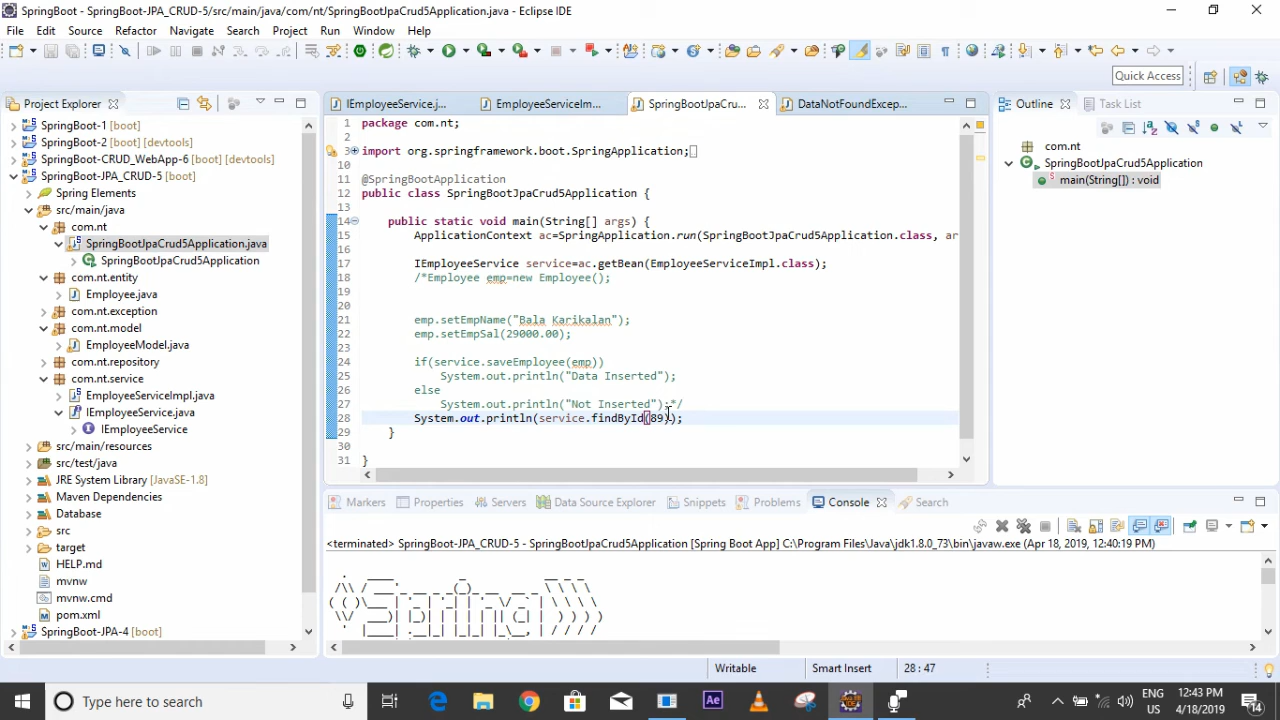 SpringBoot - SpringBoot-JPA_CRUD-5/src/main/java/com/nt/SpringBootJpaCrud5Application.java - Eclipse IDE
File Edit Source Refactor Navigate Search Project Run Window Help
Quick Access
Project Explorer
SpringBoot-1 [boot]
SpringBoot-2 [boot] [devtools]
SpringBoot-CRUD_WebApp-6 [boot] [devtools]
SpringBoot-JPA_CRUD-5 [boot]
Spring Elements
src/main/java
com.nt
SpringBootJpaCrud5Application.java
SpringBootJpaCrud5Application
com.nt.entity
Employee.java
com.nt.exception
com.nt.model
EmployeeModel.java
com.nt.repository
com.nt.service
EmployeeServiceImpl.java
IEmployeeService.java
IEmployeeService
src/main/resources
src/test/java
JRE System Library [JavaSE-1.8]
Maven Dependencies
Database
src
target
HELP.md
mvnw
mvnw.cmd
pom.xml
SpringBoot-JPA-4 [boot]
IEmployeeService.j... EmployeeServiceIm... SpringBootJpaCru... DataNotFoundExcep...
1 package com.nt;
2
3 import org.springframework.boot.SpringApplication;
10
11 @SpringBootApplication
12 public class SpringBootJpaCrud5Application {
13
14 public static void main(String[] args) {
15 ApplicationContext ac=SpringApplication.run(SpringBootJpaCrud5Application.class, ar
16
17 IEmployeeService service=ac.getBean(EmployeeServiceImpl.class);
18 /*Employee emp=new Employee();
19
20
21 emp.setEmpName("Bala Karikalan");
22 emp.setEmpSal(29000.00);
23
24 if(service.saveEmployee(emp))
25 System.out.println("Data Inserted");
26 else
27 System.out.println("Not Inserted");*/
28 System.out.println(service.findById(89));
29 }
30
31 }
Outline Task List
com.nt
SpringBootJpaCrud5Application
main(String[]) : void
Markers Properties Servers Data Source Explorer Snippets Problems Console Search
<terminated> SpringBoot-JPA_CRUD-5 - SpringBootJpaCrud5Application [Spring Boot App] C:\Program Files\Java\jdk1.8.0_73\bin\javaw.exe (Apr 18, 2019, 12:40:19 PM)
Spring
Writable Smart Insert 28 : 47
Type here to search
Ae
ENG US
12:43 PM
4/18/2019
14